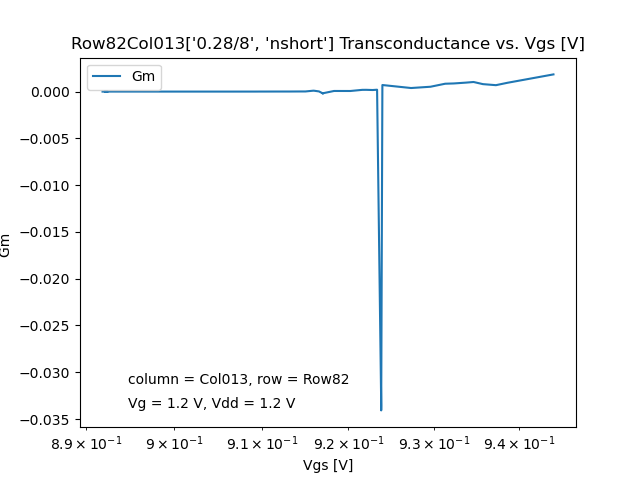 Row82Col013['0.28/8', 'nshort'] Transconductance vs. Vgs [V]
Gm
0.000
−0.005
−0.010
−0.015
−0.020
−0.025
−0.030
−0.035
Gm
column = Col013, row = Row82
Vg = 1.2 V, Vdd = 1.2 V
8.9 × 10⁻¹ 9 × 10⁻¹ 9.1 × 10⁻¹ 9.2 × 10⁻¹ 9.3 × 10⁻¹ 9.4 × 10⁻¹
Vgs [V]